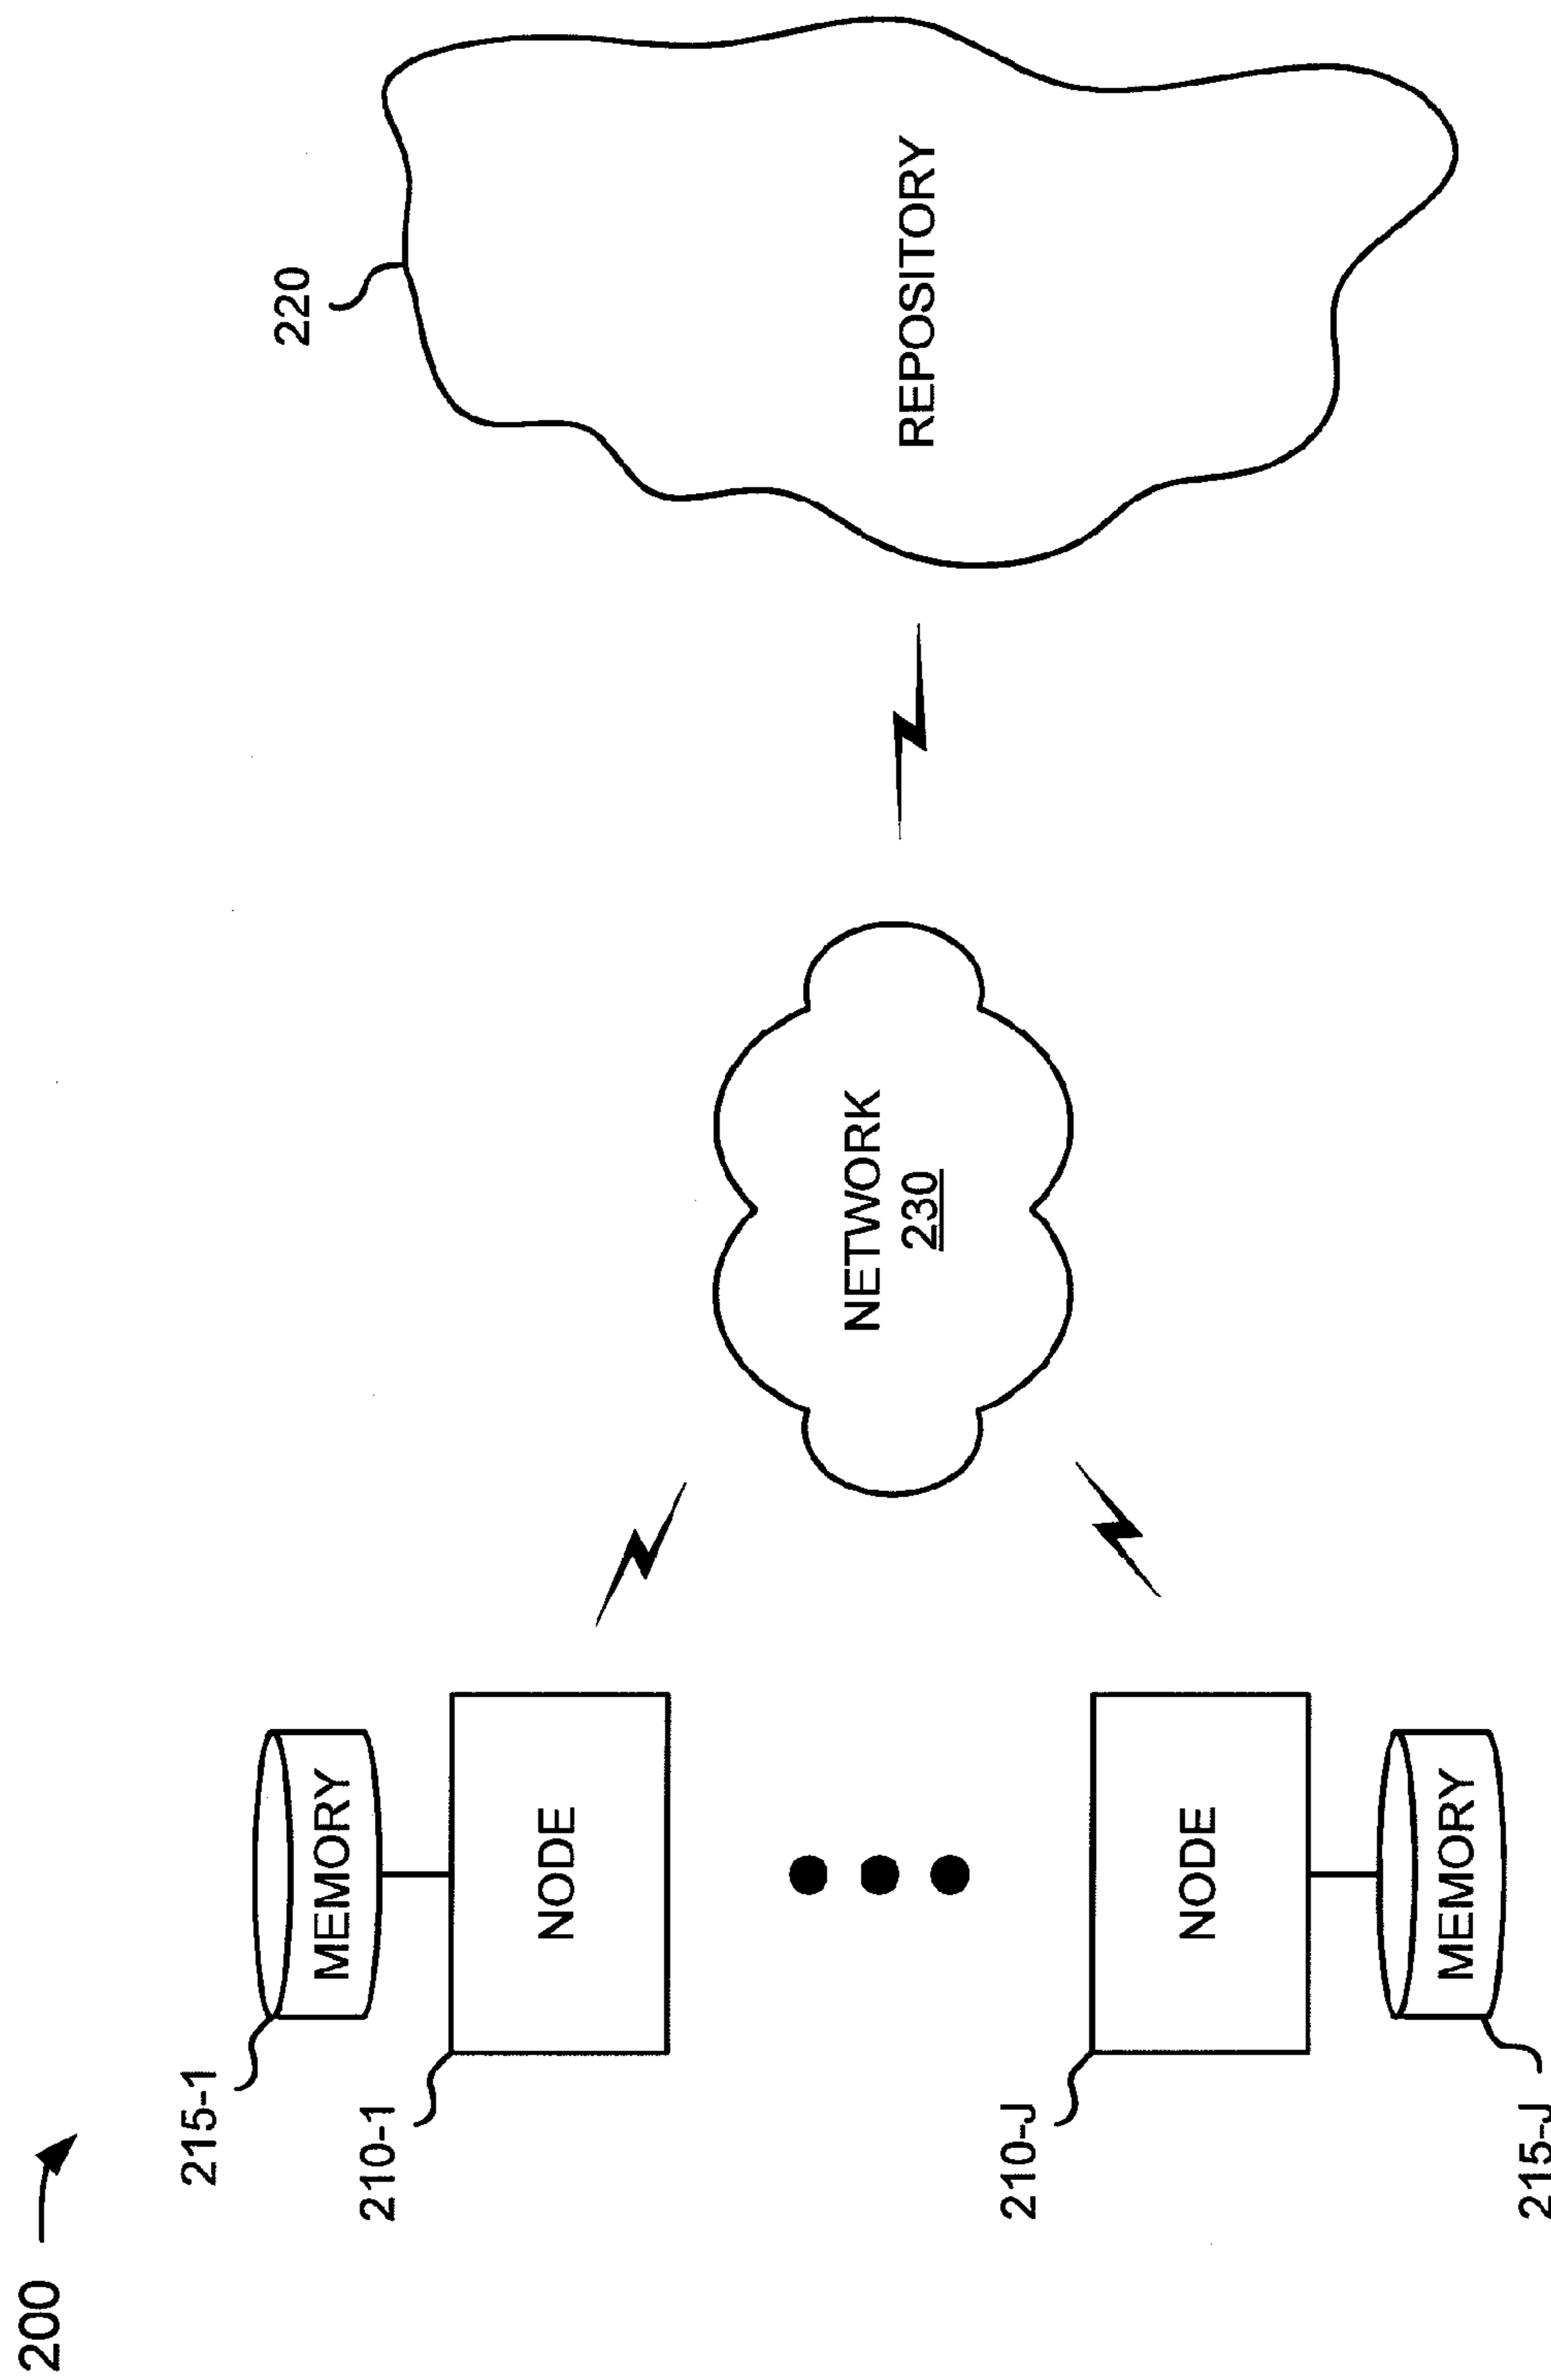 200
215-1
MEMORY
210-1
NODE
210-J
NODE
MEMORY
215-J
NETWORK
230
220
REPOSITORY